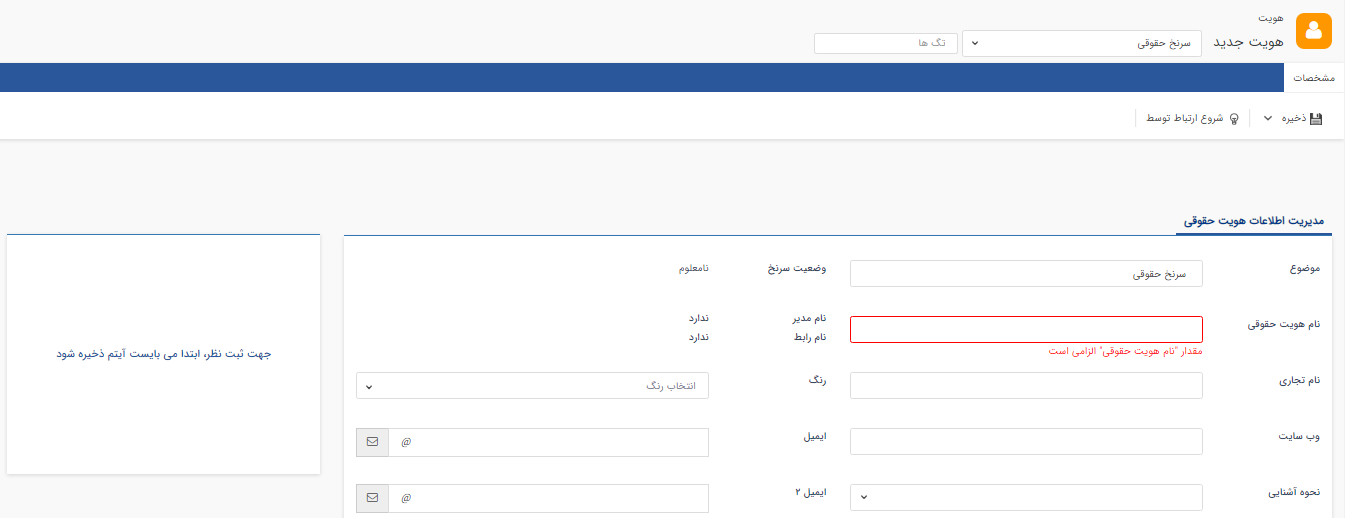 هویت
هویت جدید
سرنخ حقوقی
تگ ها
مشخصات
ذخیره
شروع ارتباط توسط
مدیریت اطلاعات هویت حقوقی
موضوع
سرنخ حقوقی
وضعیت سرنخ
نامعلوم
نام هویت حقوقی
مقدار "نام هویت حقوقی" الزامی است
نام مدیر
ندارد
نام رابط
ندارد
نام تجاری
رنگ
انتخاب رنگ
وب سایت
ایمیل
@
نحوه آشنایی
ایمیل ۲
@
جهت ثبت نظر، ابتدا می بایست آیتم ذخیره شود